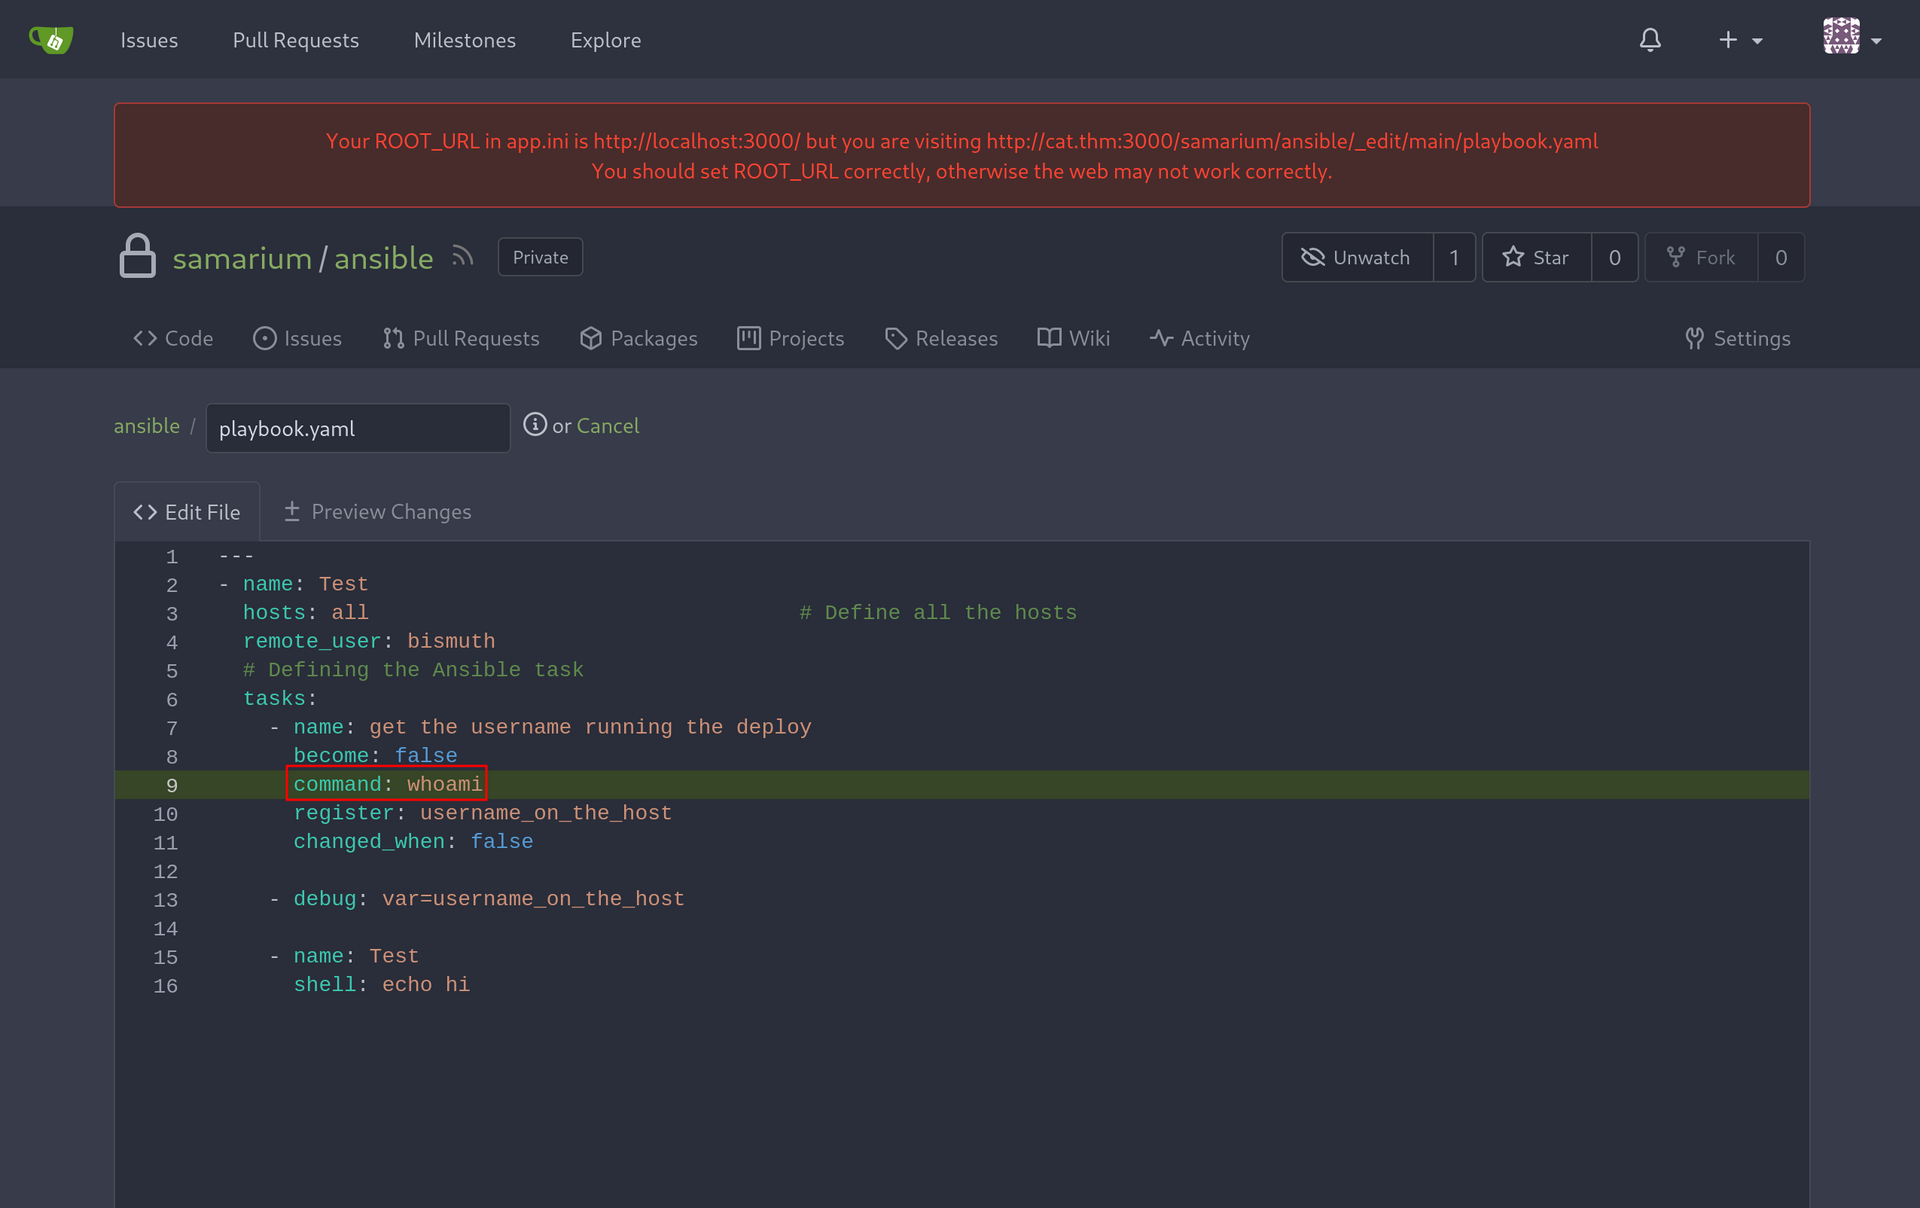 Issues Pull Requests Milestones Explore
Your ROOT_URL in app.ini is http://localhost:3000/ but you are visiting http://cat.thm:3000/samarium/ansible/_edit/main/playbook.yaml
You should set ROOT_URL correctly, otherwise the web may not work correctly.
samarium / ansible Private Unwatch 1 Star 0 Fork 0
Code Issues Pull Requests Packages Projects Releases Wiki Activity Settings
ansible / playbook.yaml or Cancel
Edit File Preview Changes
1 ---
2 - name: Test
3   hosts: all                                  # Define all the hosts
4   remote_user: bismuth
5   # Defining the Ansible task
6   tasks:
7     - name: get the username running the deploy
8       become: false
9       command: whoami
10       register: username_on_the_host
11       changed_when: false
12
13     - debug: var=username_on_the_host
14
15     - name: Test
16       shell: echo hi